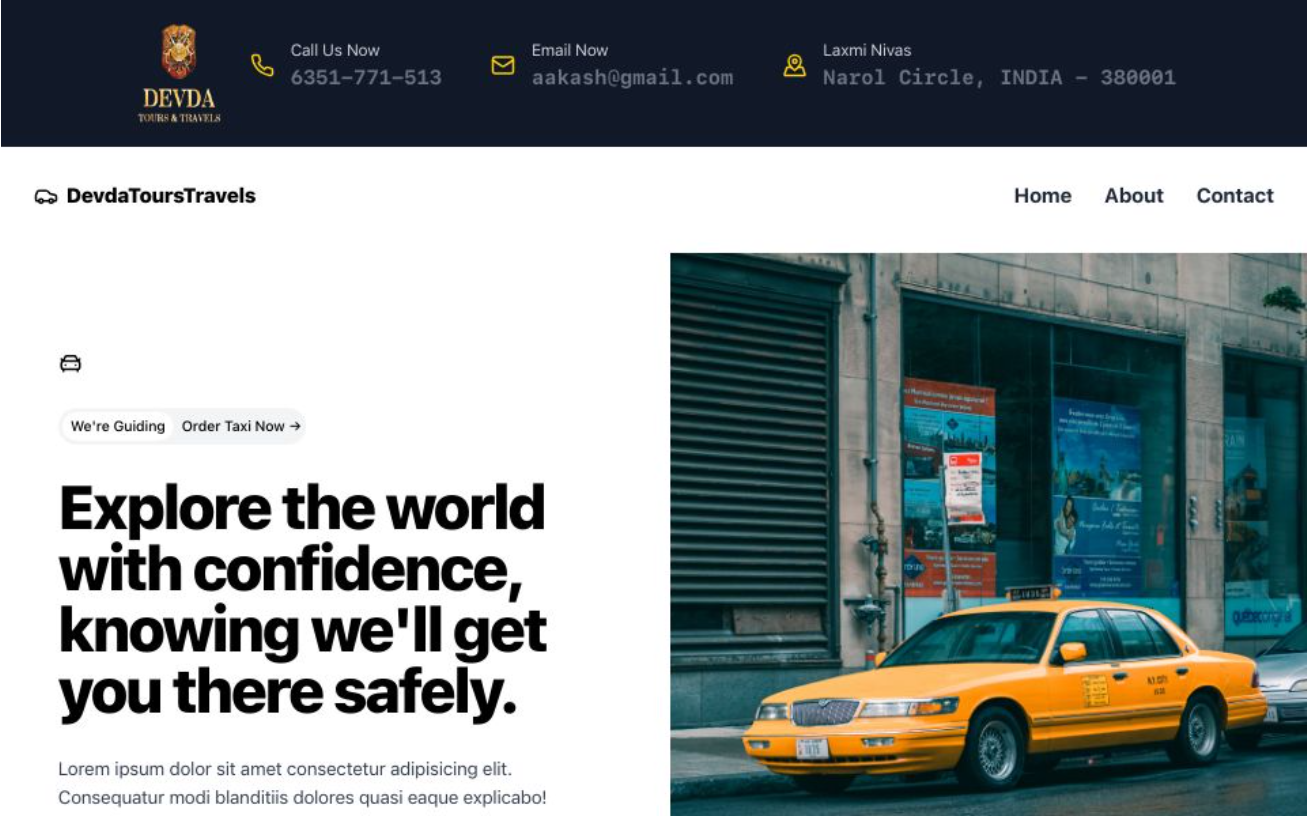 DEVDA
TOURS & TRAVELS
Call Us Now
6351-771-513
Email Now
aakash@gmail.com
Laxmi Nivas
Narol Circle, INDIA - 380001
DevdaToursTravels
Home About Contact
We're Guiding Order Taxi Now →
Explore the world
with confidence,
knowing we'll get
you there safely.
Lorem ipsum dolor sit amet consectetur adipisicing elit.
Consequatur modi blanditiis dolores quasi eaque explicabo!